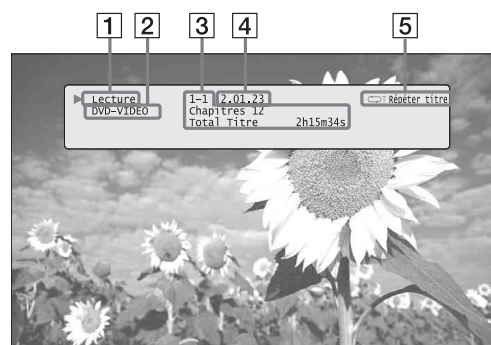 1 2 3 4 5
Lecture 1-1 2.01.23 T Répéter titre
DVD-VIDEO Chapitres 12
Total Titre 2h15m34s